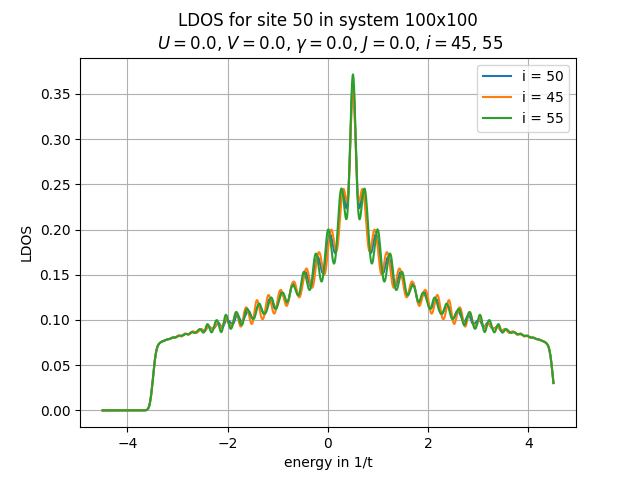 LDOS for site 50 in system 100x100
U = 0.0, V = 0.0, γ = 0.0, J = 0.0, i = 45, 55
i = 50
i = 45
i = 55
0.35
0.30
0.25
0.20
0.15
0.10
0.05
0.00
LDOS
−4 −2 0 2 4
energy in 1/t